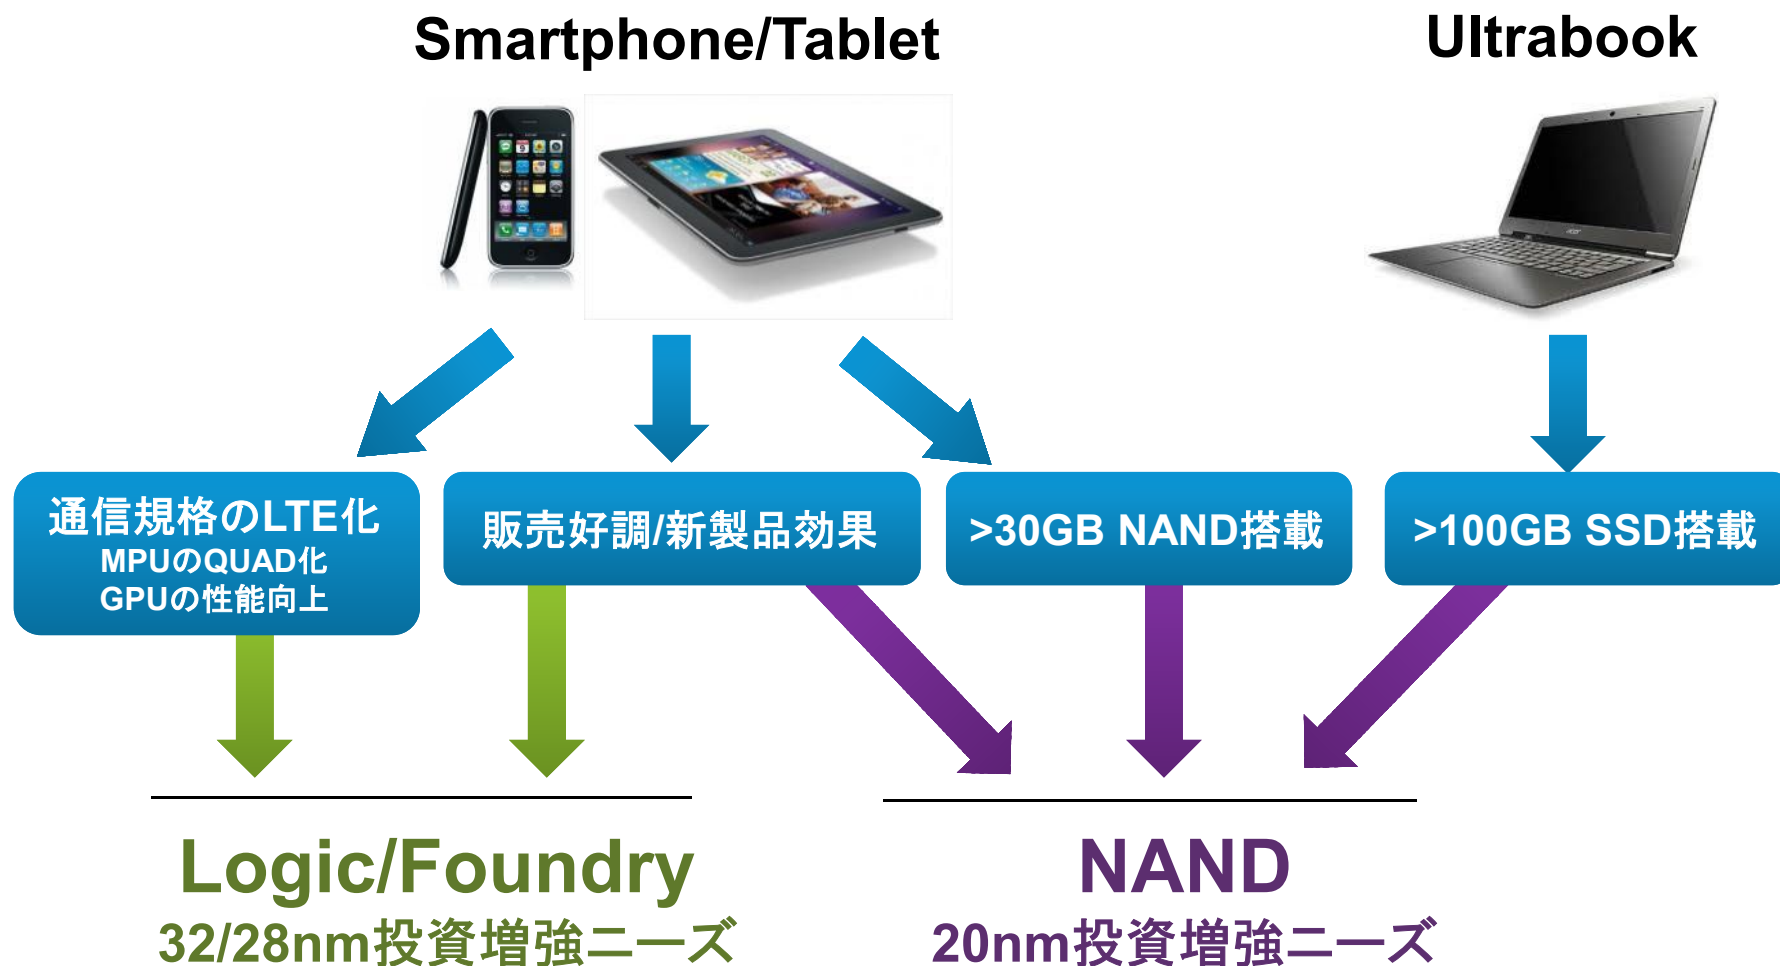 Smartphone/Tablet
Ultrabook
通信規格のLTE化
MPUのQUAD化
GPUの性能向上
販売好調/新製品効果
>30GB NAND搭載
>100GB SSD搭載
Logic/Foundry
32/28nm投資増強ニーズ
NAND
20nm投資増強ニーズ